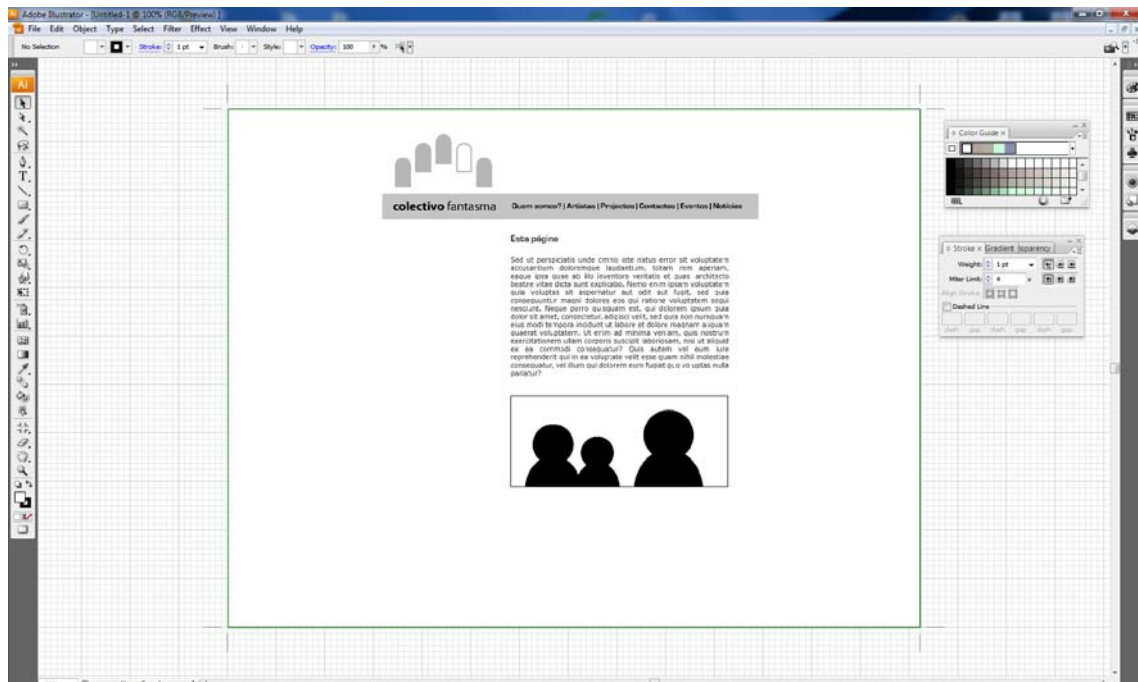 Adobe Illustrator - [Untitled-1 @ 100% (RGB/Preview) ]
File Edit Object Type Select Filter Effect View Window Help
No Selection Stroke: 1 pt Brush: Style: Opacity: 100 %
Ai
Color Guide
colectivo fantasma Quem somos? | Artistas | Projectos | Contactos | Eventos | Notícias
Esta página
Stroke Gradient sparency
Weight: 1 pt
Miter Limit: 4 x
Align Stroke:
Dashed Line
dash gap dash gap dash gap
Sed ut perspiciatis unde omnis iste natus error sit voluptatem
accusantium doloremque laudantium, totam rem aperiam,
eaque ipsa quae ab illo inventore veritatis et quas architecto
beatre vitae dicta sunt explicabo. Nemo enim ipsam voluptatem
quia voluptas sit aspernatur aut odit aut fugit, sed quia
consequuntur magni dolores eos qui ratione voluptatem sequi
nesciunt. Neque porro quisquam est, qui dolorem ipsum quia
dolor sit amet, consectetur, adipisci velit, sed quia non numquam
eius modi tempora incidunt ut labore et dolore magnam aliquam
quaerat voluptatem. Ut enim ad minima veniam, quis nostrum
exercitationem ullam corporis suscipit laboriosam, nisi ut aliquid
ex ea commodi consequatur? Quis autem vel eum iure
reprehenderit qui in ea voluptate velit esse quam nihil molestiae
consequatur, vel illum qui dolorem eum fugiat quo voluptas nulla
pariatur?